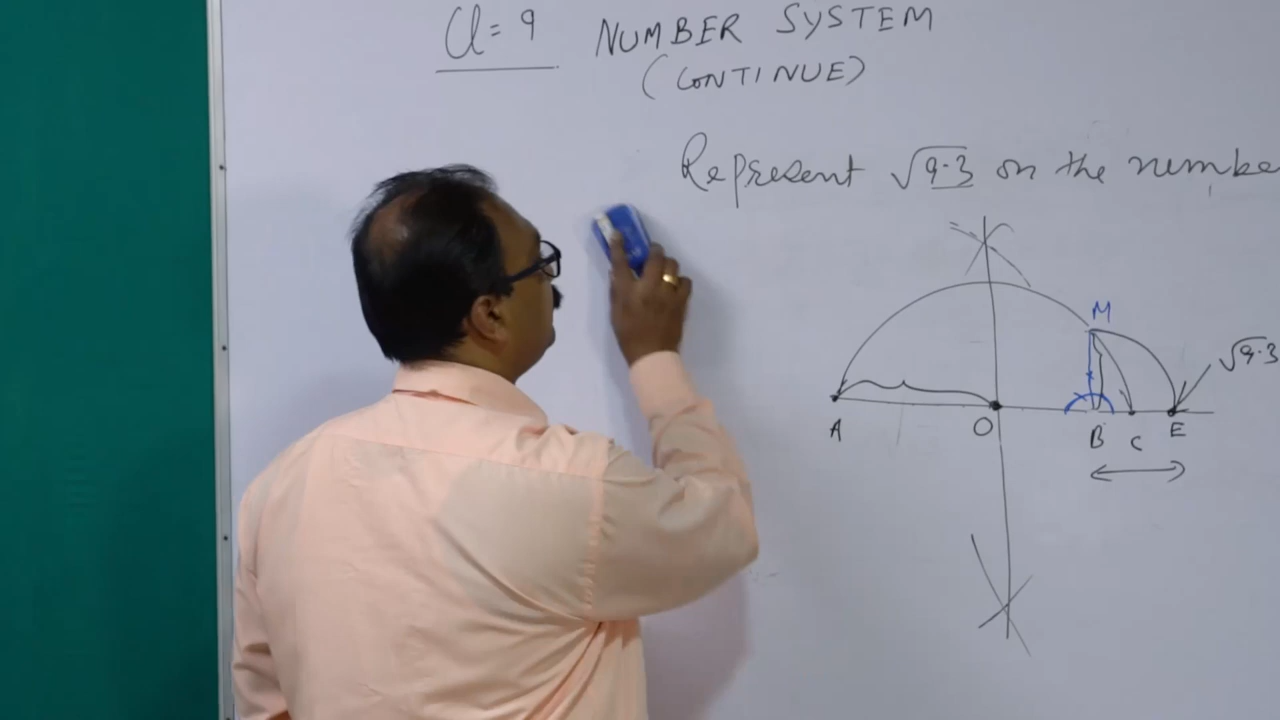 Cl = 9 NUMBER SYSTEM
(CONTINUE)
Represent √9.3 on the numbe
M
√9.3
A O B C E